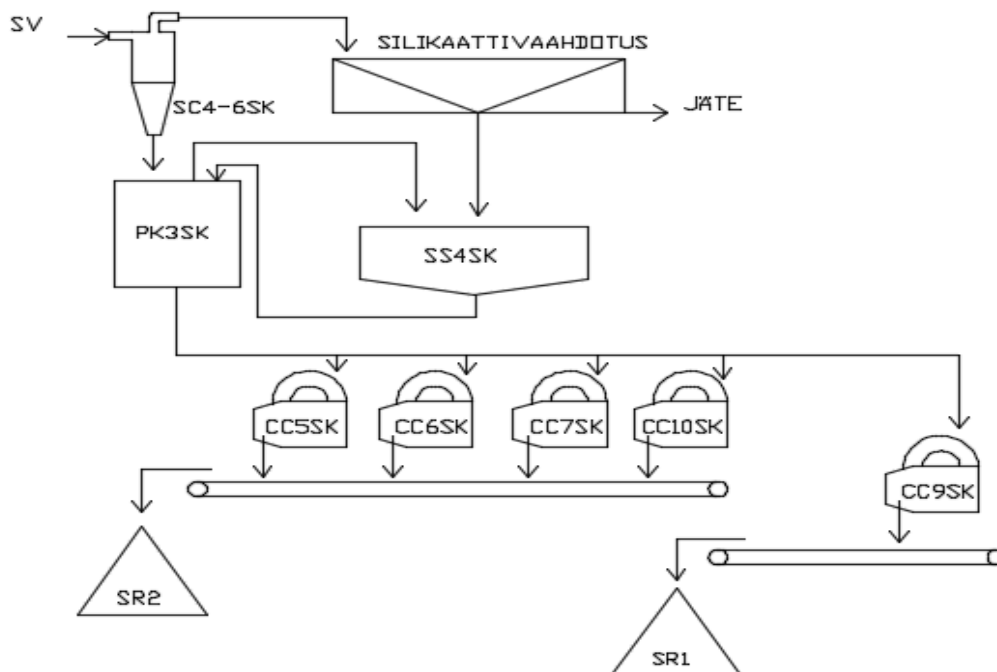 SV
SILIKAATTIVAAHDOTUS
SC4-6SK
JÄTE
PK3SK
SS4SK
CC5SK
CC6SK
CC7SK
CC10SK
CC9SK
SR2
SR1